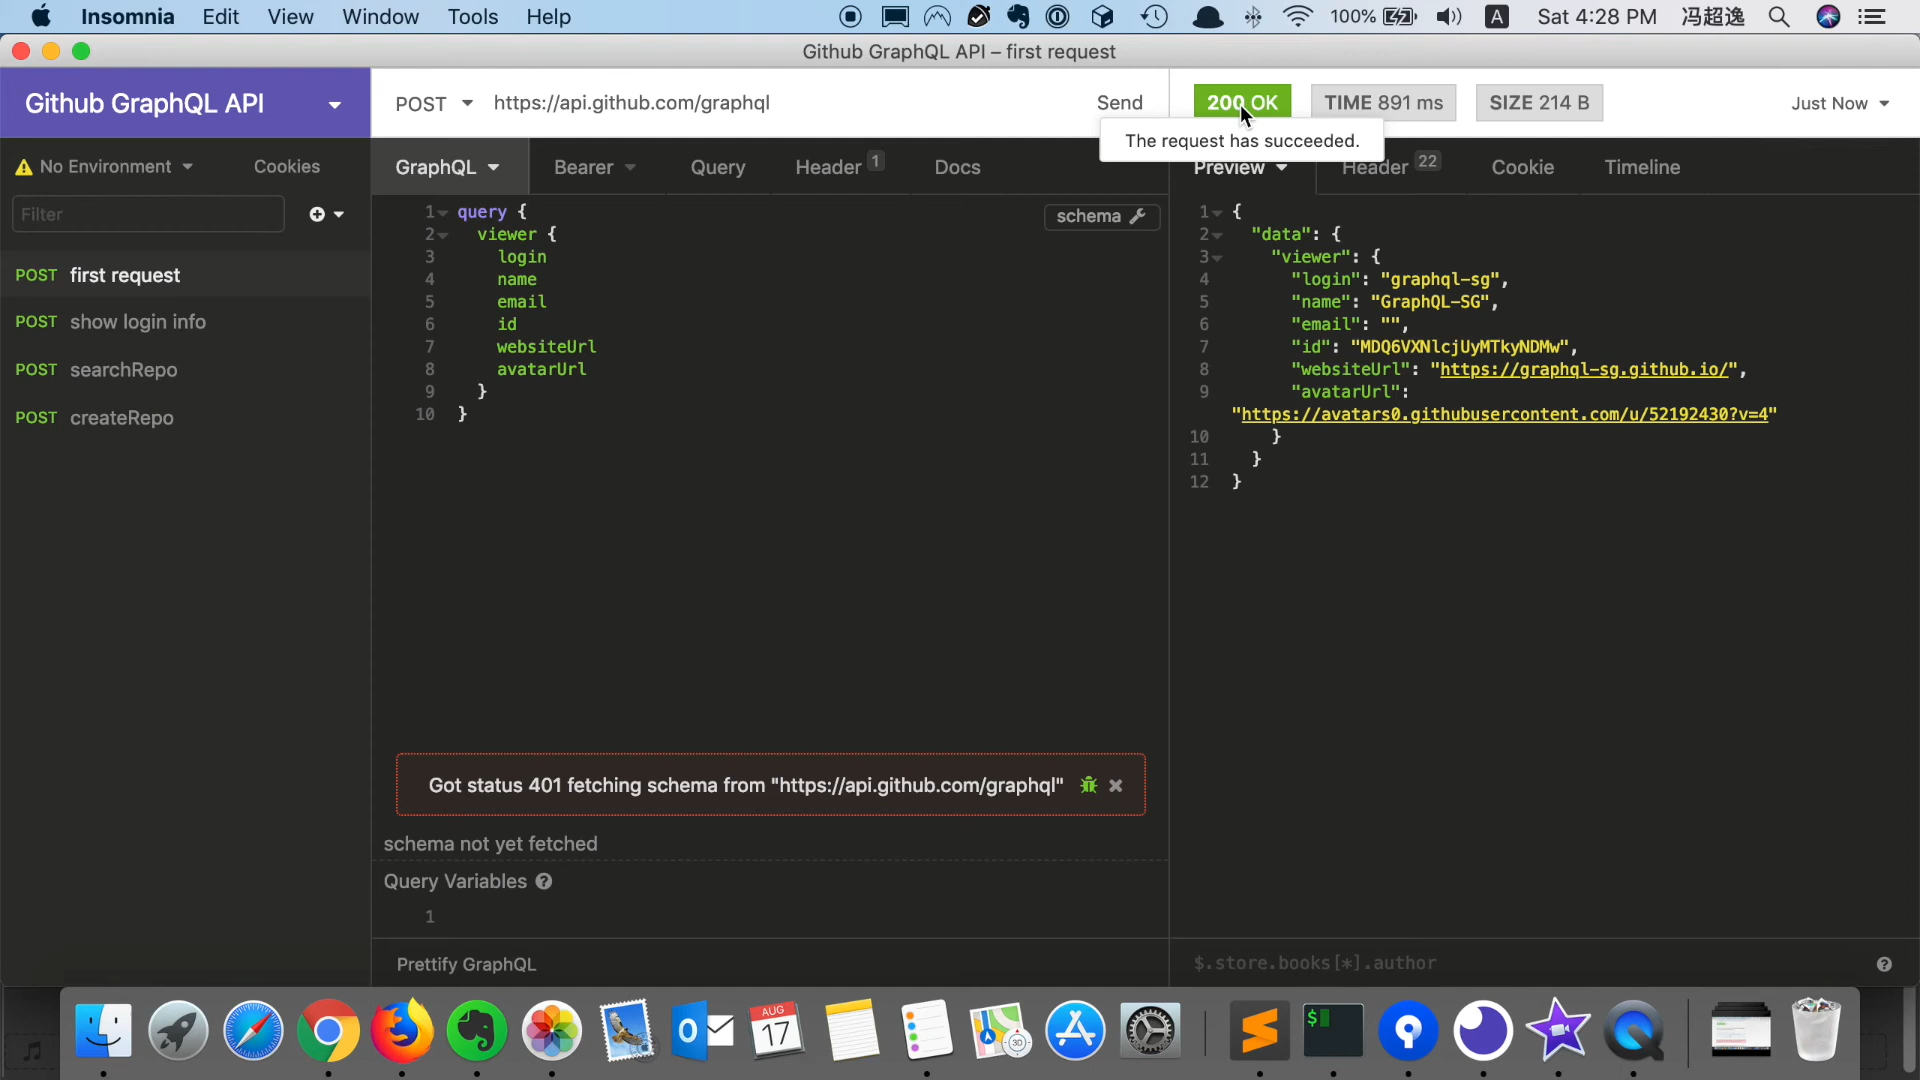 Insomnia Edit View Window Tools Help 100% A Sat 4:28 PM 冯超逸
Github GraphQL API – first request
Github GraphQL API POST https://api.github.com/graphql Send 200 OK TIME 891 ms SIZE 214 B Just Now
The request has succeeded.
No Environment Cookies GraphQL Bearer Query Header 1 Docs Preview Header 22 Cookie Timeline
Filter
schema
POST first request
POST show login info
POST searchRepo
POST createRepo
1 query {
2 viewer {
3 login
4 name
5 email
6 id
7 websiteUrl
8 avatarUrl
9 }
10 }
Got status 401 fetching schema from "https://api.github.com/graphql"
schema not yet fetched
Query Variables
1
Prettify GraphQL
1 {
2 "data": {
3 "viewer": {
4 "login": "graphql-sg",
5 "name": "GraphQL-SG",
6 "email": "",
7 "id": "MDQ6VXNlcjUyMTkyNDMw",
8 "websiteUrl": "https://graphql-sg.github.io/",
9 "avatarUrl":
"https://avatars0.githubusercontent.com/u/52192430?v=4"
10 }
11 }
12 }
$.store.books[*].author
AUG
17
3D
$